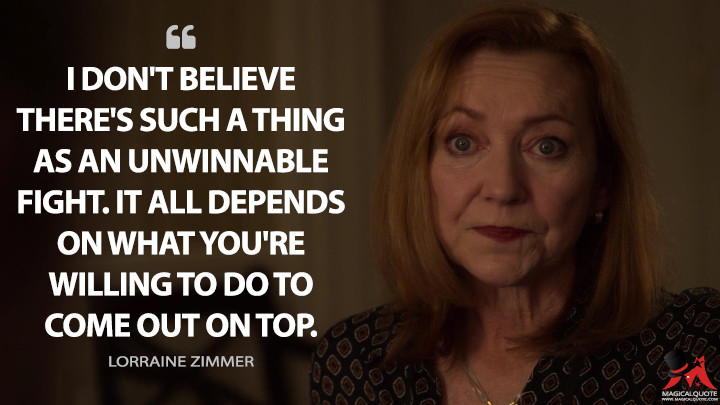 I DON'T BELIEVE
THERE'S SUCH A THING
AS AN UNWINNABLE
FIGHT. IT ALL DEPENDS
ON WHAT YOU'RE
WILLING TO DO TO
COME OUT ON TOP.
LORRAINE ZIMMER
MAGICALQUOTE
WWW.MAGICALQUOTE.COM